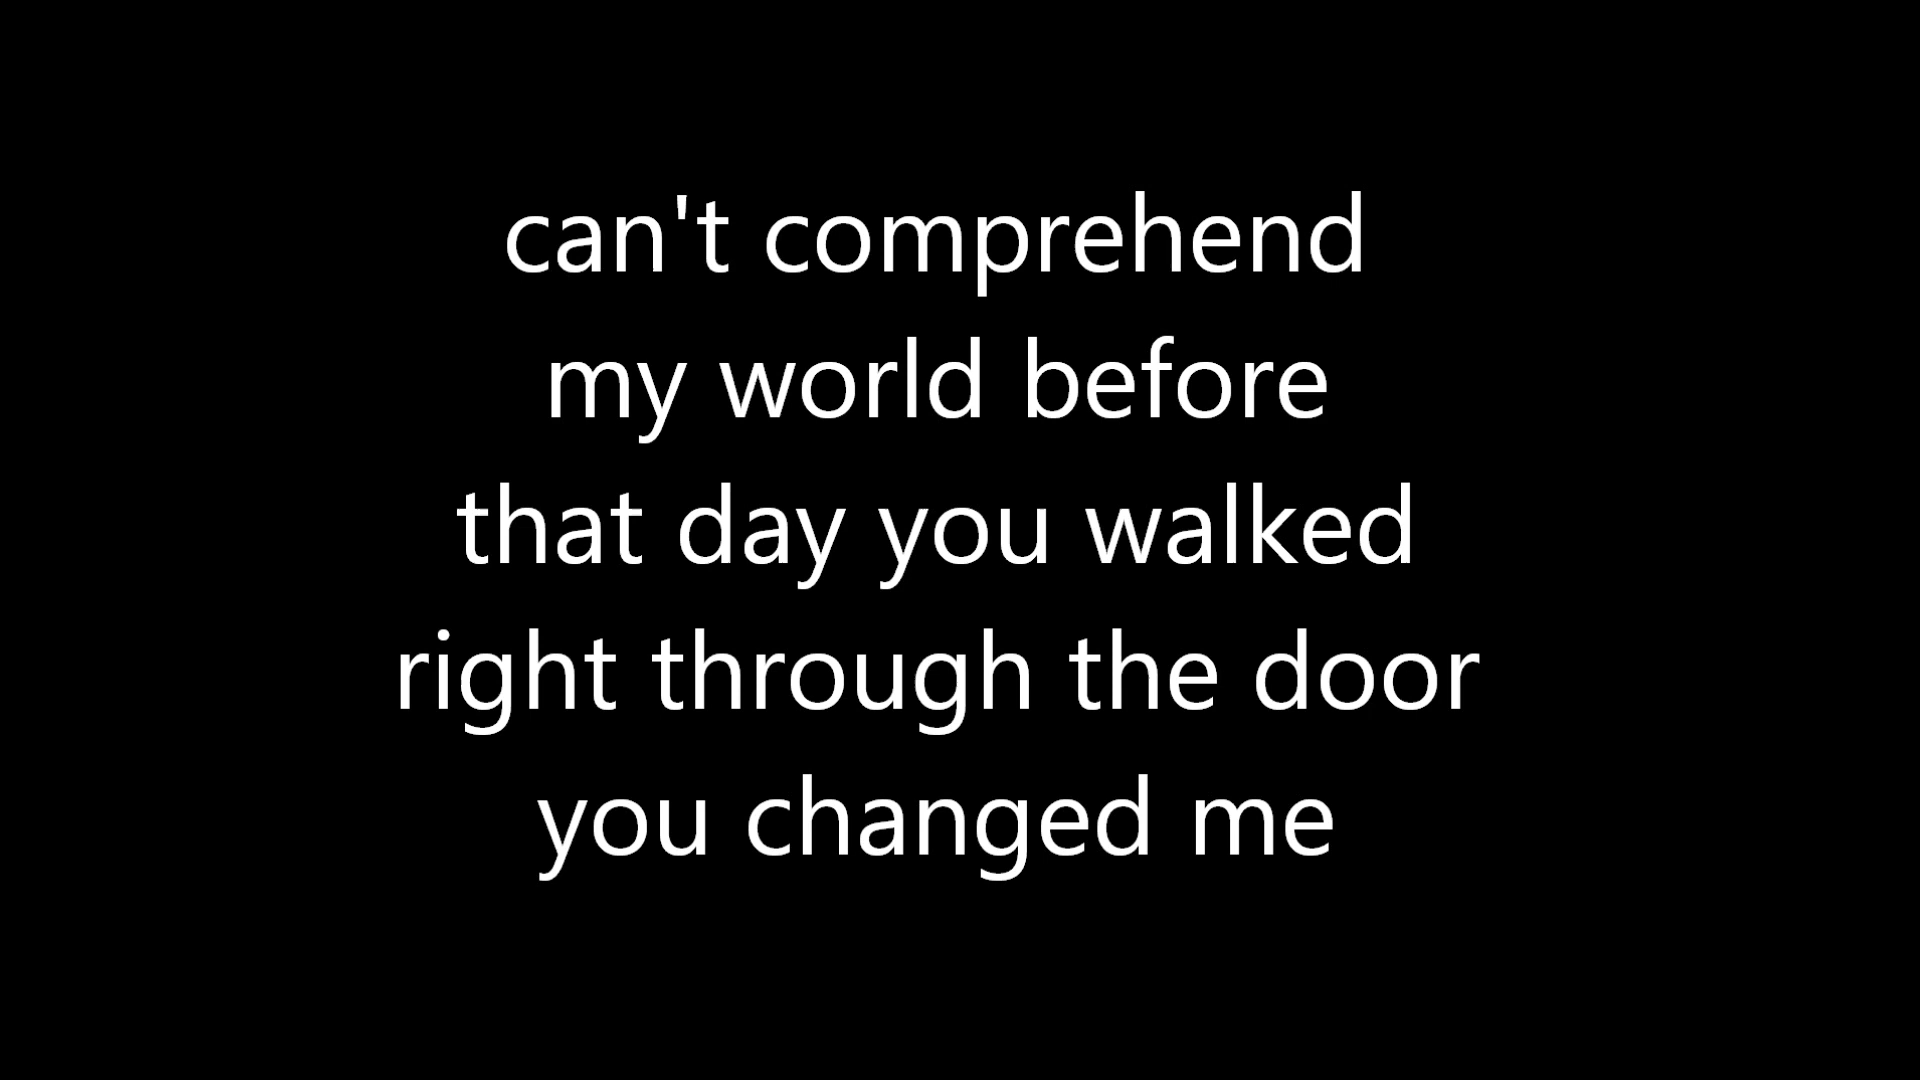 can't comprehend
my world before
that day you walked
right through the door
you changed me